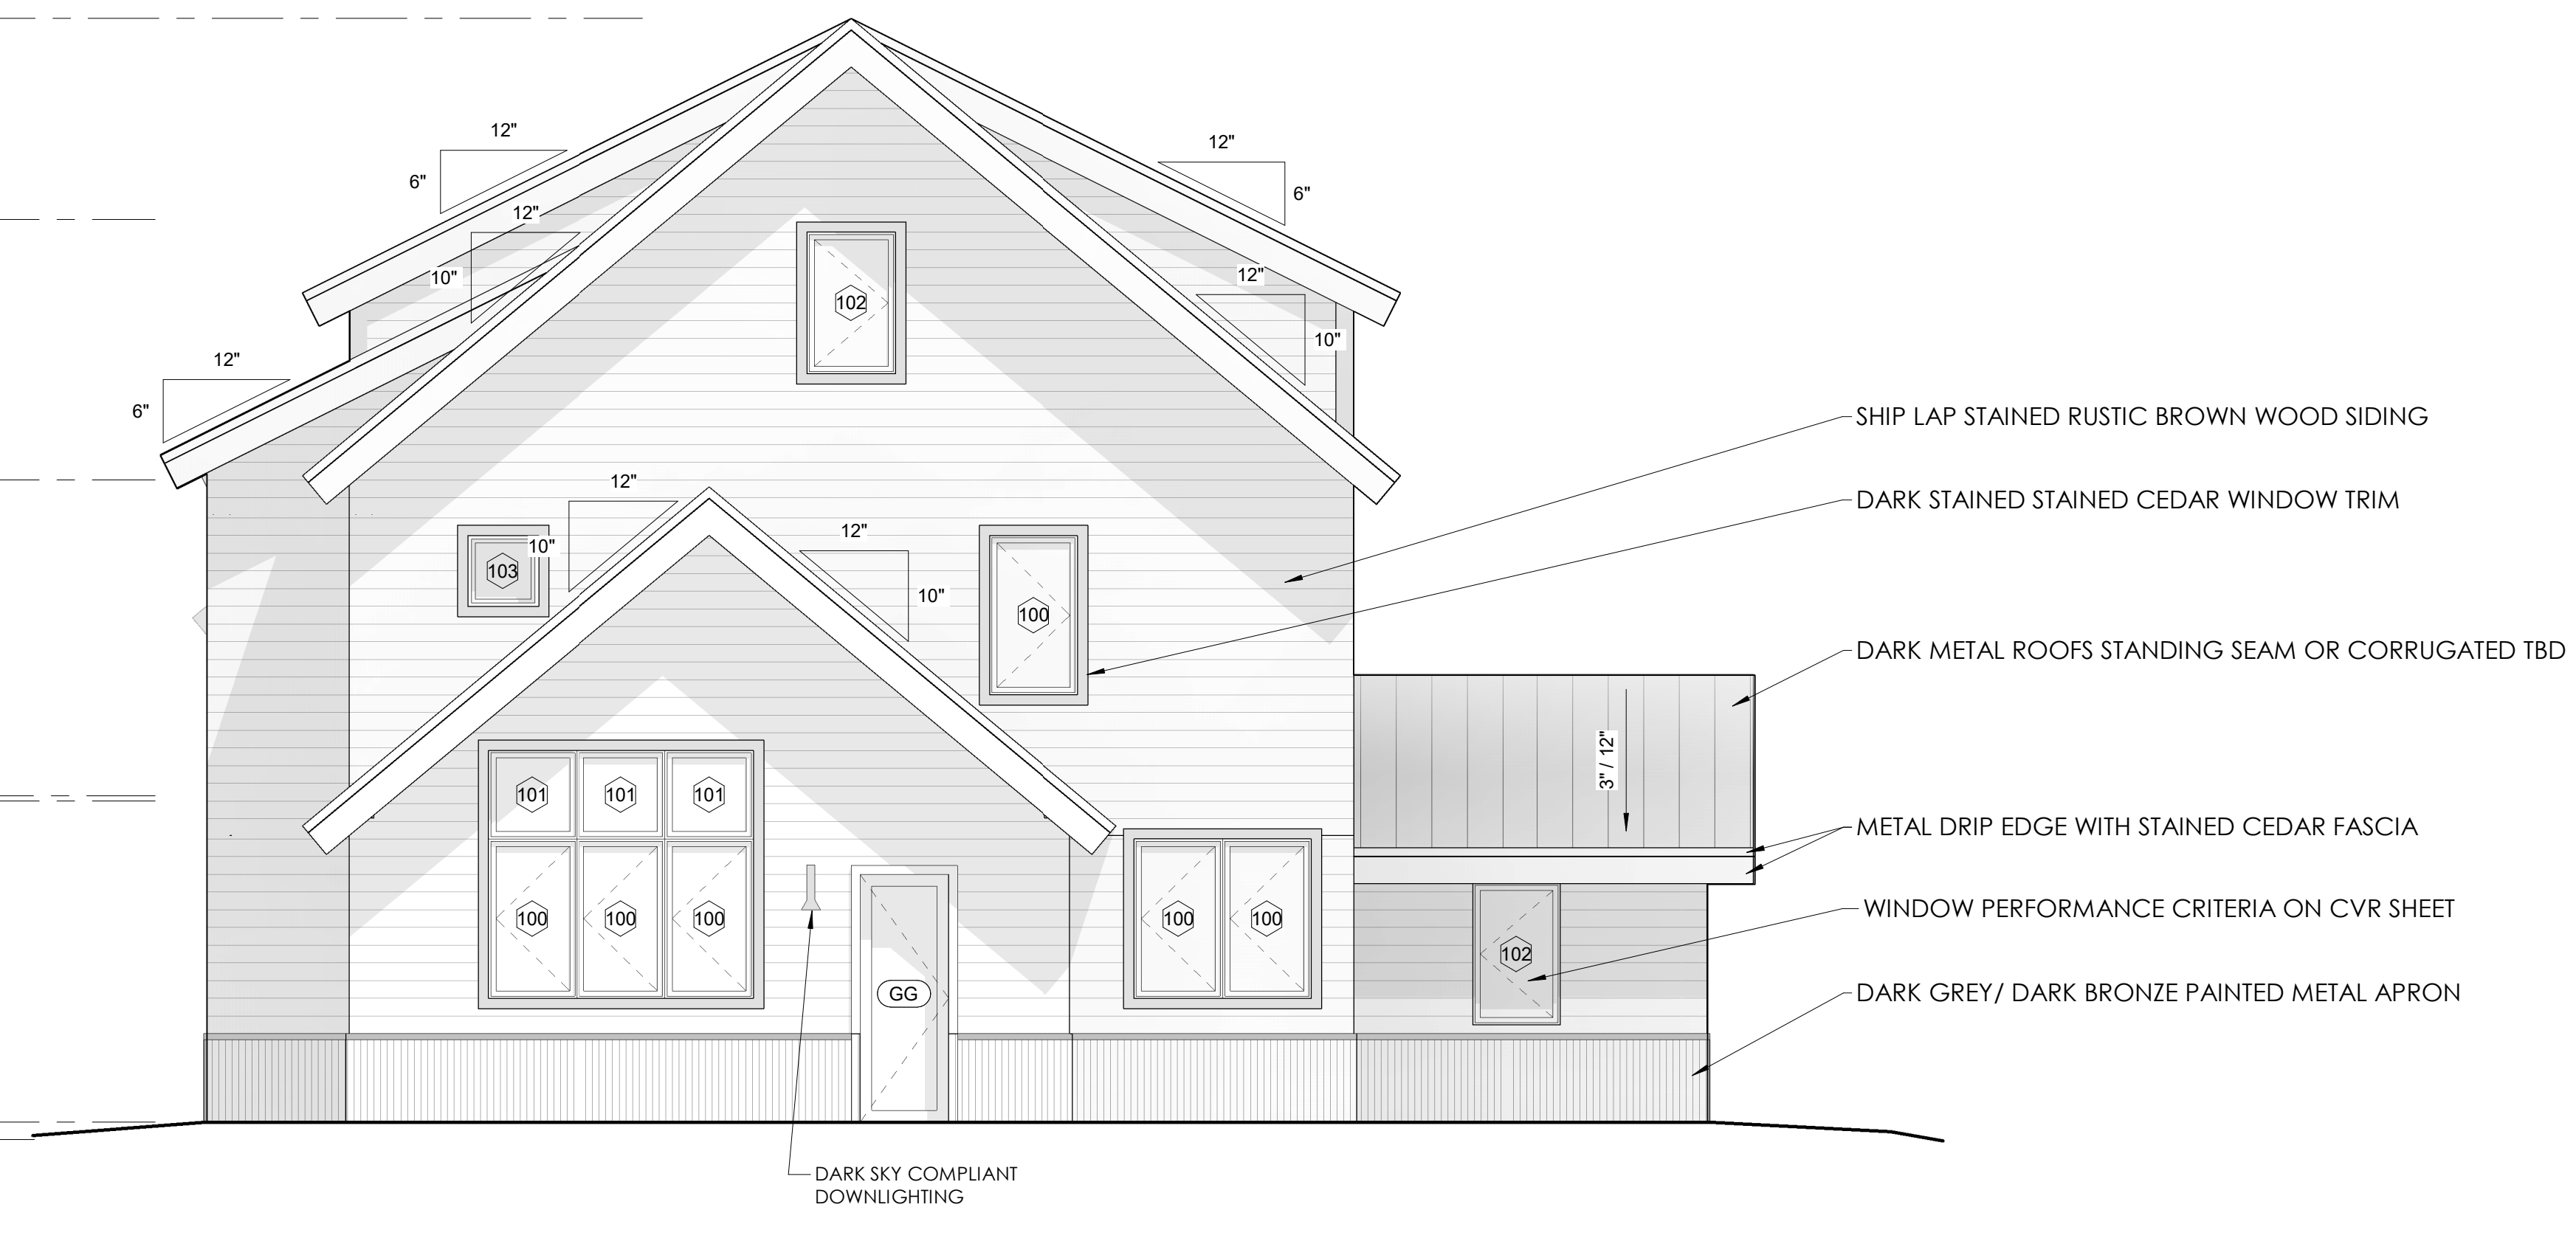 12"
6"
12"
10"
12"
6"
12"
6"
12"
10"
102
SHIP LAP STAINED RUSTIC BROWN WOOD SIDING
DARK STAINED STAINED CEDAR WINDOW TRIM
12"
10"
103
12"
10"
100
DARK METAL ROOFS STANDING SEAM OR CORRUGATED TBD
3" / 12"
101
101
101
METAL DRIP EDGE WITH STAINED CEDAR FASCIA
100
100
100
100
100
WINDOW PERFORMANCE CRITERIA ON CVR SHEET
102
GG
DARK GREY/ DARK BRONZE PAINTED METAL APRON
DARK SKY COMPLIANT
DOWNLIGHTING